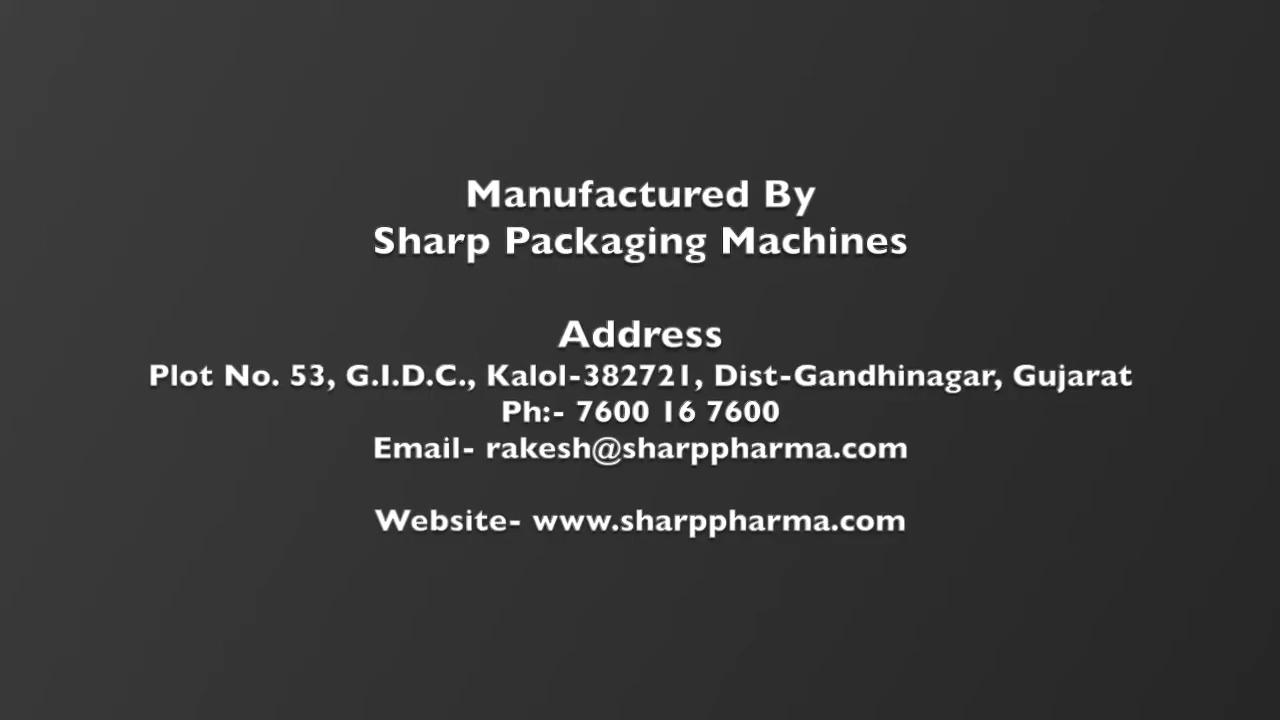 Manufactured By
Sharp Packaging Machines
Address
Plot No. 53, G.I.D.C., Kalol-382721, Dist-Gandhinagar, Gujarat
Ph:- 7600 16 7600
Email- rakesh@sharppharma.com
Website- www.sharppharma.com